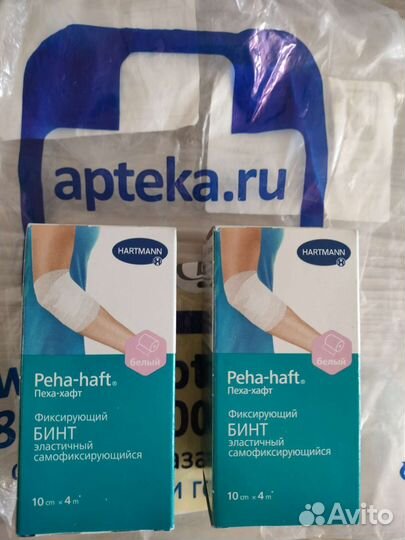 apteka.ru
HARTMANN
белый
Peha-haft®
Пеха-хафт
Фиксирующий
БИНТ
эластичный
самофиксирующийся
10 cm × 4 m*
HARTMANN
белый
Peha-haft®
Пеха-хафт
Фиксирующий
БИНТ
эластичный
самофиксирующийся
10 cm × 4 m*
Avito